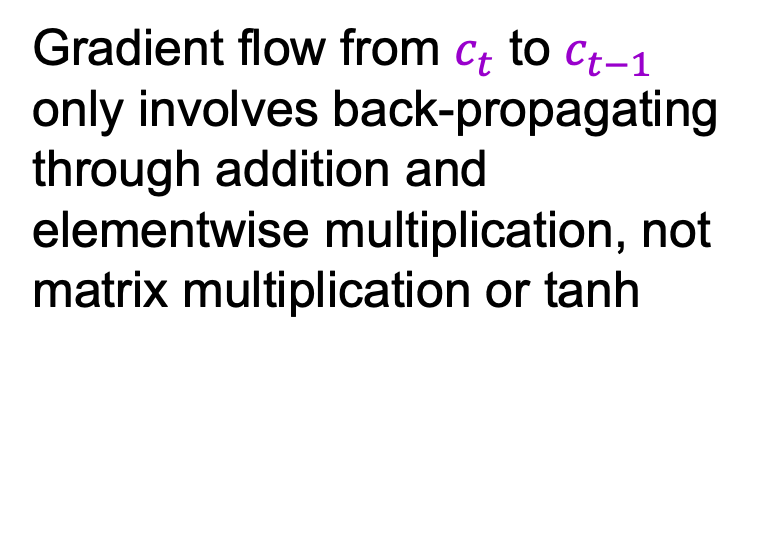 Gradient flow from c_t to c_{t−1}
only involves back-propagating
through addition and
elementwise multiplication, not
matrix multiplication or tanh